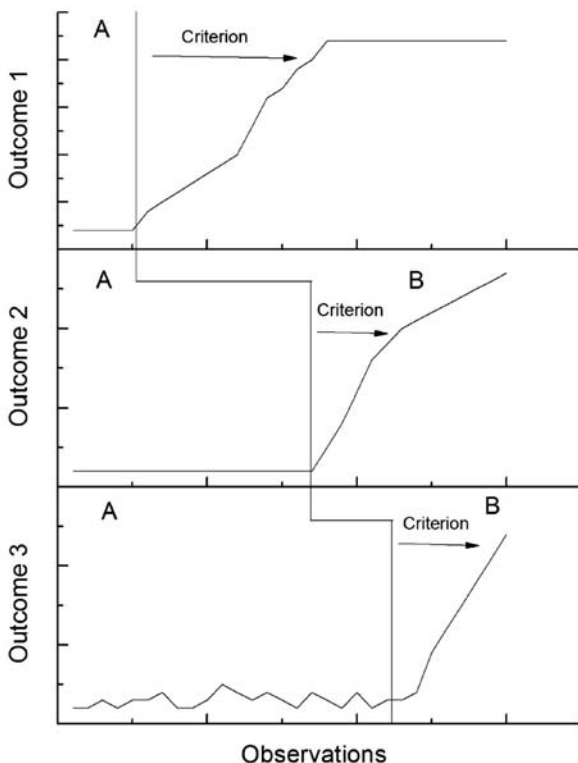 A
Criterion
Outcome 1
A
B
Criterion
Outcome 2
A
B
Criterion
Outcome 3
Observations